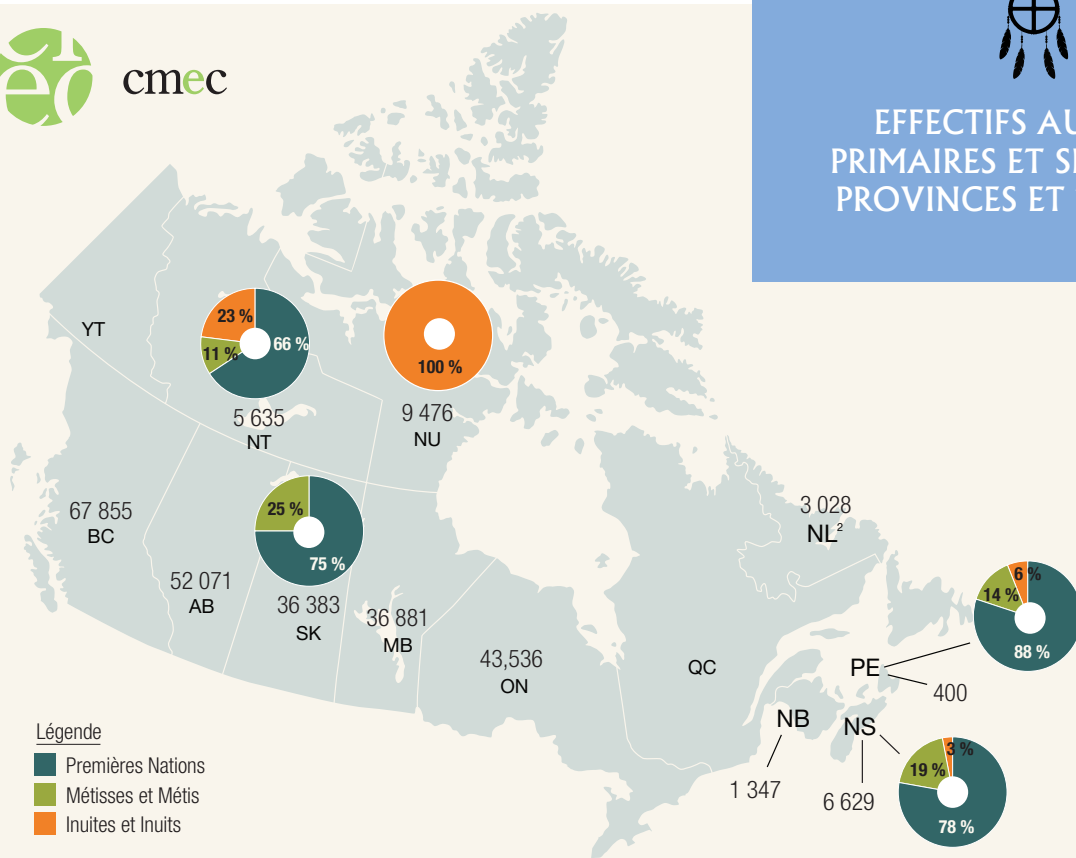 cmec
EFFECTIFS AU
PRIMAIRES ET
PROVINCES ET
YT
23 %
66 %
11 %
5 635
NT
100 %
9 476
NU
67 855
BC
52 071
AB
25 %
75 %
36 383
SK
36 881
MB
43,536
ON
QC
3 028
NL²
6 %
14 %
88 %
PE
400
NB
1 347
NS
6 629
3 %
19 %
78 %
Légende
Premières Nations
Métisses et Métis
Inuites et Inuits